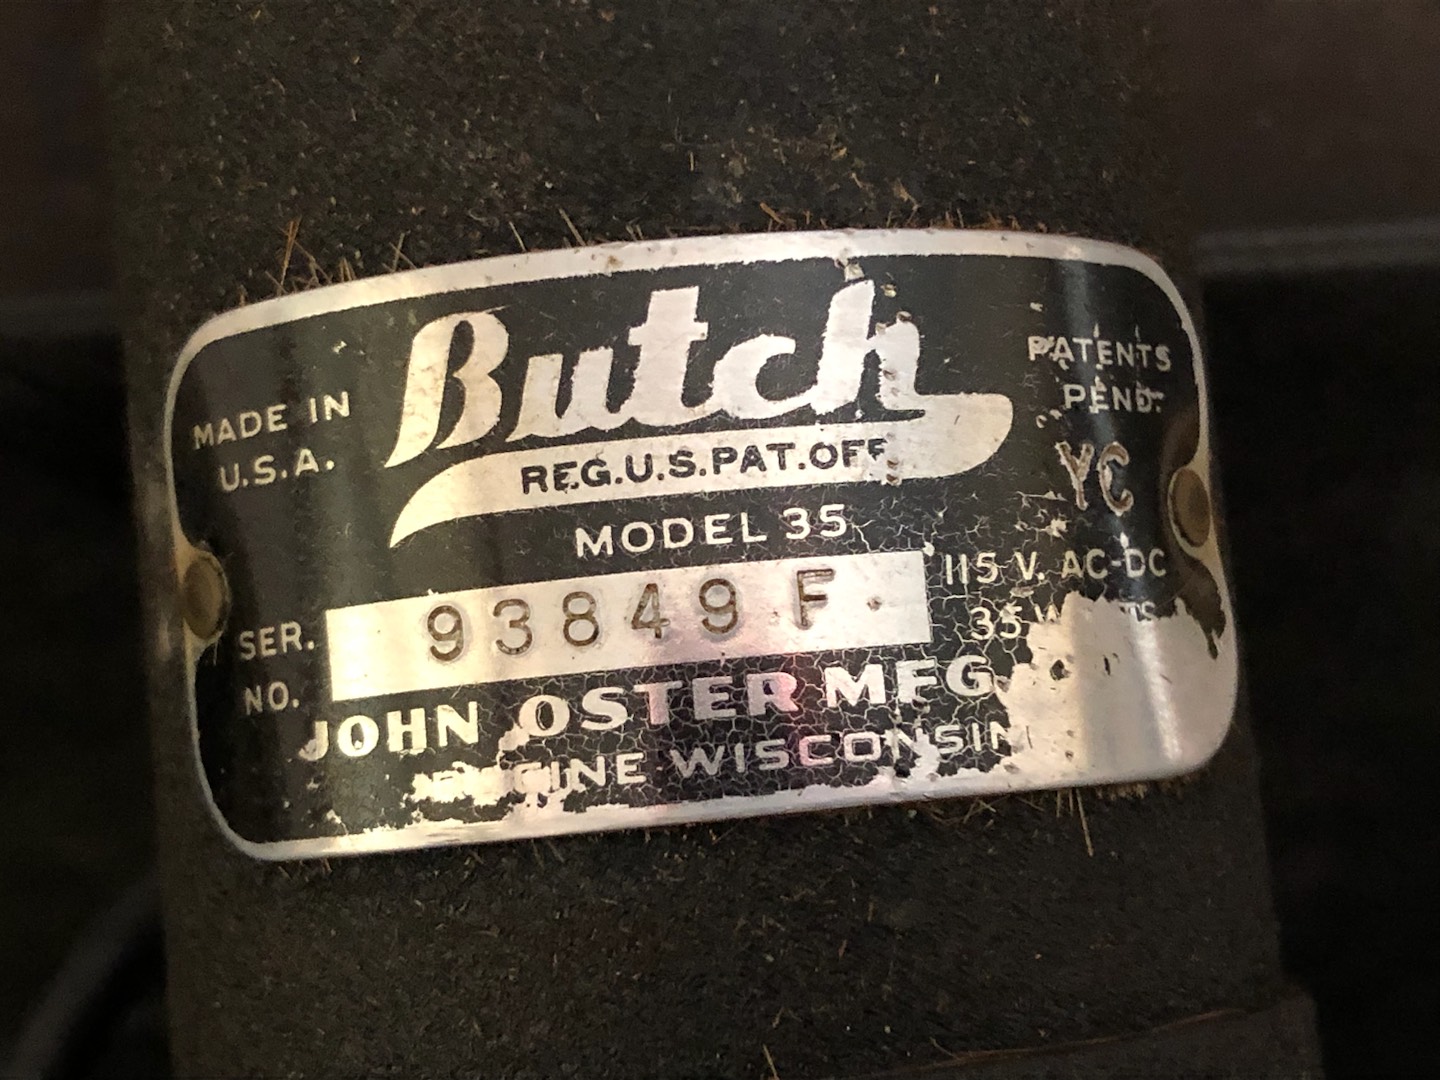 Butch
REG.U.S.PAT.OFF
MADE IN
U.S.A.
PATENTS
PEND.
YC
MODEL 35
115 V. AC-DC
35
SER.
NO.
93849 F
JOHN OSTER MFG
WISCONSIN